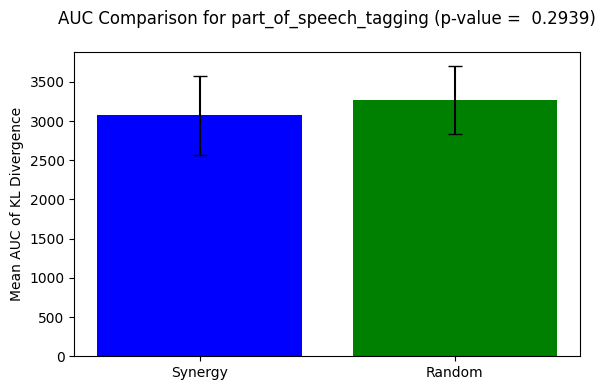 AUC Comparison for part_of_speech_tagging (p-value =  0.2939)
3500
3000
2500
2000
1500
1000
500
0
Mean AUC of KL Divergence
Synergy
Random